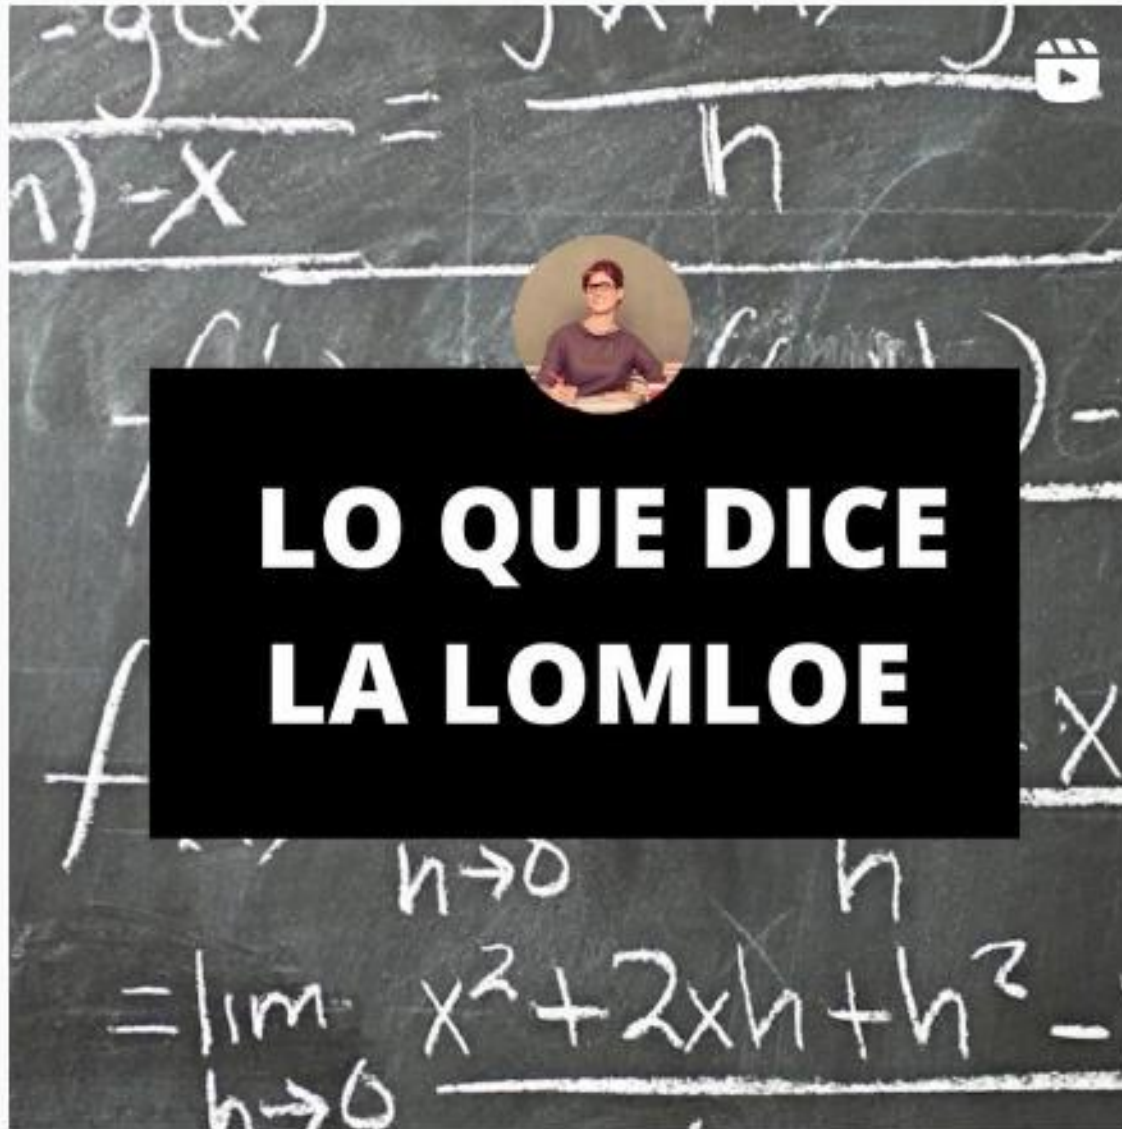 - g(x)
=
h
) - x
LO QUE DICE
LA LOMLOE
x
h→0
h
= lim x² + 2xh + h² -
h→0